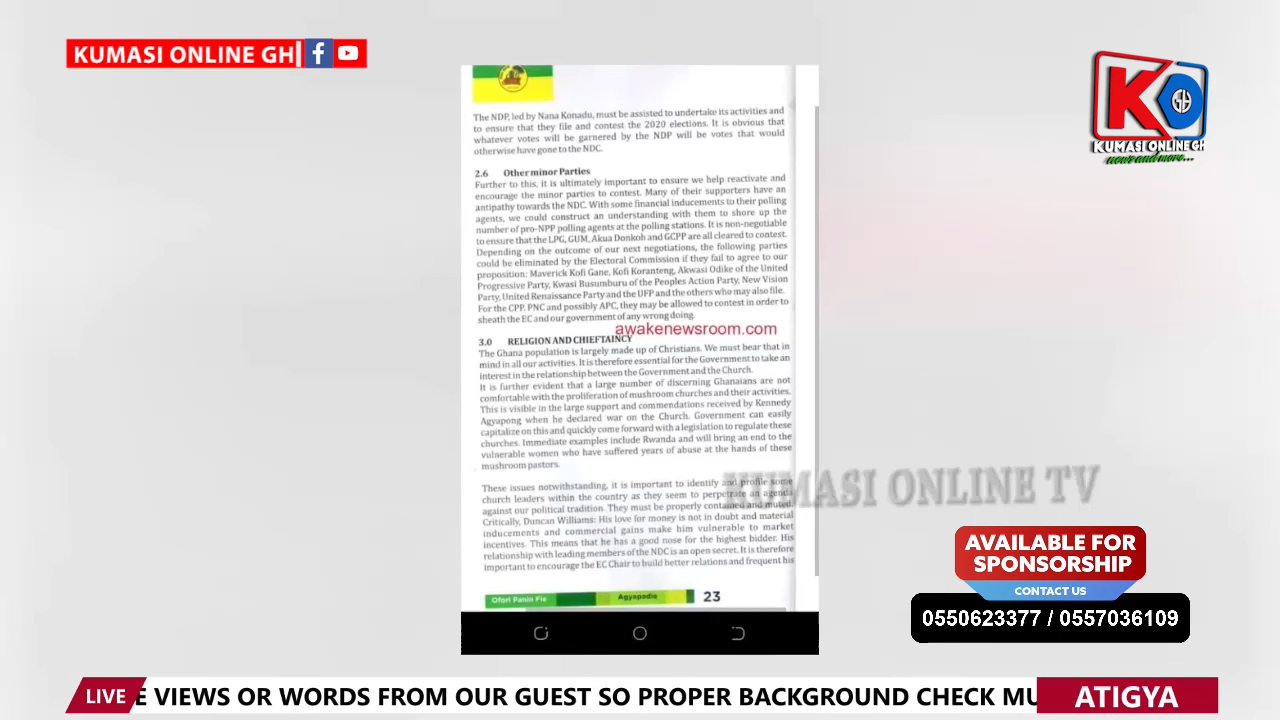 KUMASI ONLINE GH
The NDP, led by Nana Konadu, must be assisted to undertake its activities and
to ensure that they file and contest the 2020 elections. It is obvious that
whatever votes will be garnered by the NDP will be votes that would
otherwise have gone to the NDC.
2.6 Other minor Parties
Further to this, it is ultimately important to ensure we help reactivate and
encourage the minor parties to contest. Many of their supporters have an
antipathy towards the NDC. With some financial inducements to their polling
agents, we could construct an understanding with them to shore up the
number of pro-NPP polling agents at the polling stations. It is non-negotiable
to ensure that the LPG, GUM, Akua Donkoh and GCPP are all cleared to contest.
Depending on the outcome of our next negotiations, the following parties
could be eliminated by the Electoral Commission if they fail to agree to our
proposition: Maverick Kofi Gane, Kofi Koranteng, Akwasi Odike of the United
Progressive Party, Kwasi Busumburu of the Peoples Action Party, New Vision
Party, United Renaissance Party and the UFP and the others who may also file.
For the CPP, PNC and possibly APC, they may be allowed to contest in order to
sheath the EC and our government of any wrong doing.
awakenewsroom.com
3.0 RELIGION AND CHIEFTAINCY
The Ghana population is largely made up of Christians. We must bear that in
mind in all our activities. It is therefore essential for the Government to take an
interest in the relationship between the Government and the Church.
It is further evident that a large number of discerning Ghanaians are not
comfortable with the proliferation of mushroom churches and their activities.
This is visible in the large support and commendations received by Kennedy
Agyapong when he declared war on the Church. Government can easily
capitalize on this and quickly come forward with a legislation to regulate these
churches. Immediate examples include Rwanda and will bring an end to the
vulnerable women who have suffered years of abuse at the hands of these
mushroom pastors.
These issues notwithstanding, it is important to identify and profile some
church leaders within the country as they seem to perpetrate an agenda
against our political tradition. They must be properly contained and muted.
Critically, Duncan Williams: His love for money is not in doubt and material
inducements and commercial gains make him vulnerable to market
incentives. This means that he has a good nose for the highest bidder. His
relationship with leading members of the NDC is an open secret. It is therefore
important to encourage the EC Chair to build better relations and frequent his
Ofori Panin Fie Agyapadie 23
KO GH
KUMASI ONLINE GH
news and more...
KUMASI ONLINE TV
AVAILABLE FOR
SPONSORSHIP
CONTACT US
0550623377 / 0557036109
LIVE E VIEWS OR WORDS FROM OUR GUEST SO PROPER BACKGROUND CHECK MU ATIGYA